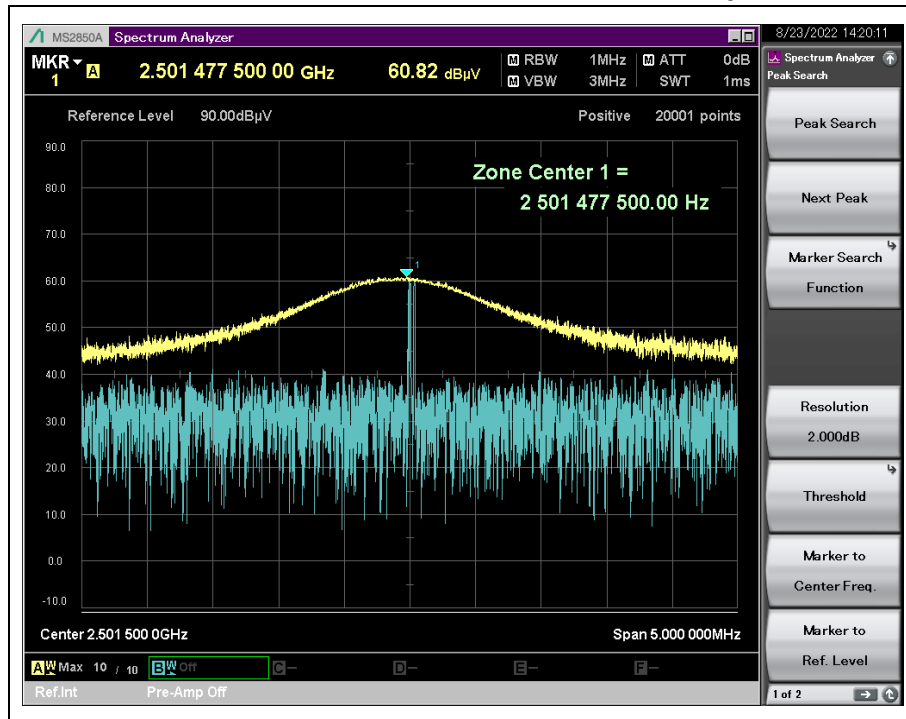 MS2850A Spectrum Analyzer
8/23/2022 14:20:11
MKR 1 A 2.501 477 500 00 GHz 60.82 dBµV
M RBW 1MHz M ATT 0dB
M VBW 3MHz SWT 1ms
Spectrum Analyzer
Peak Search
Reference Level 90.00dBµV Positive 20001 points
90.0
80.0
70.0
60.0
50.0
40.0
30.0
20.0
10.0
0.0
-10.0
Zone Center 1 =
2 501 477 500.00 Hz
1
Center 2.501 500 0GHz Span 5.000 000MHz
A W Max 10 / 10 B W Off C - D - E - F -
Ref.Int Pre-Amp Off
Peak Search
Next Peak
Marker Search
Function
Resolution
2.000dB
Threshold
Marker to
Center Freq.
Marker to
Ref. Level
1 of 2